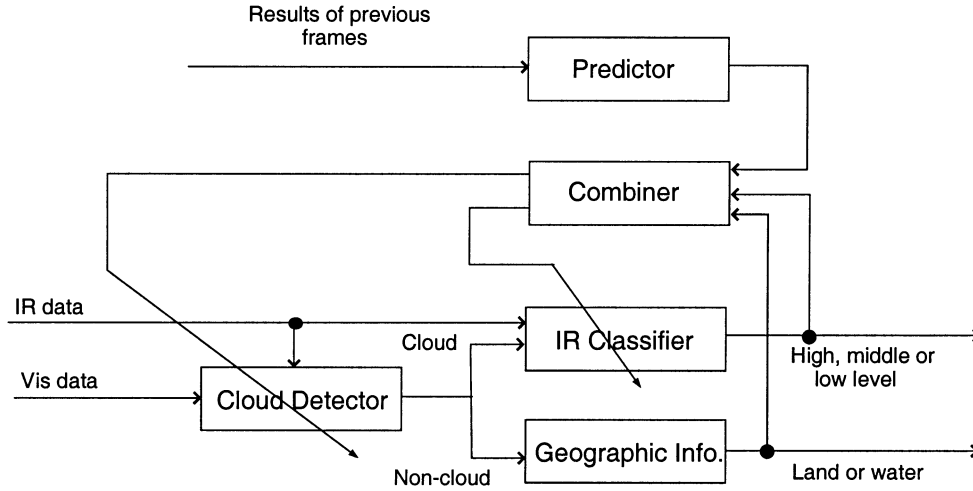 Results of previous
frames
Predictor
Combiner
IR data
Cloud
IR Classifier
High, middle or
low level
Vis data
Cloud Detector
Non-cloud
Geographic Info.
Land or water